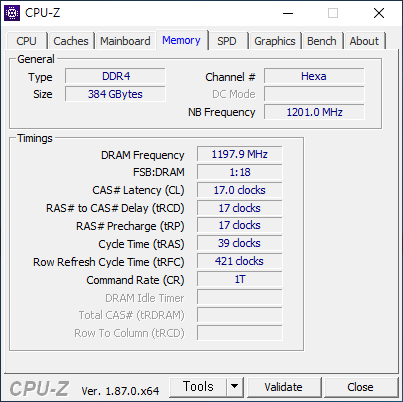 CPU-Z
CPU Caches Mainboard Memory SPD Graphics Bench About
General
Type DDR4 Channel # Hexa
Size 384 GBytes DC Mode
NB Frequency 1201.0 MHz
Timings
DRAM Frequency 1197.9 MHz
FSB:DRAM 1:18
CAS# Latency (CL) 17.0 clocks
RAS# to CAS# Delay (tRCD) 17 clocks
RAS# Precharge (tRP) 17 clocks
Cycle Time (tRAS) 39 clocks
Row Refresh Cycle Time (tRFC) 421 clocks
Command Rate (CR) 1T
DRAM Idle Timer
Total CAS# (tRDRAM)
Row To Column (tRCD)
CPU-Z Ver. 1.87.0.x64 Tools Validate Close